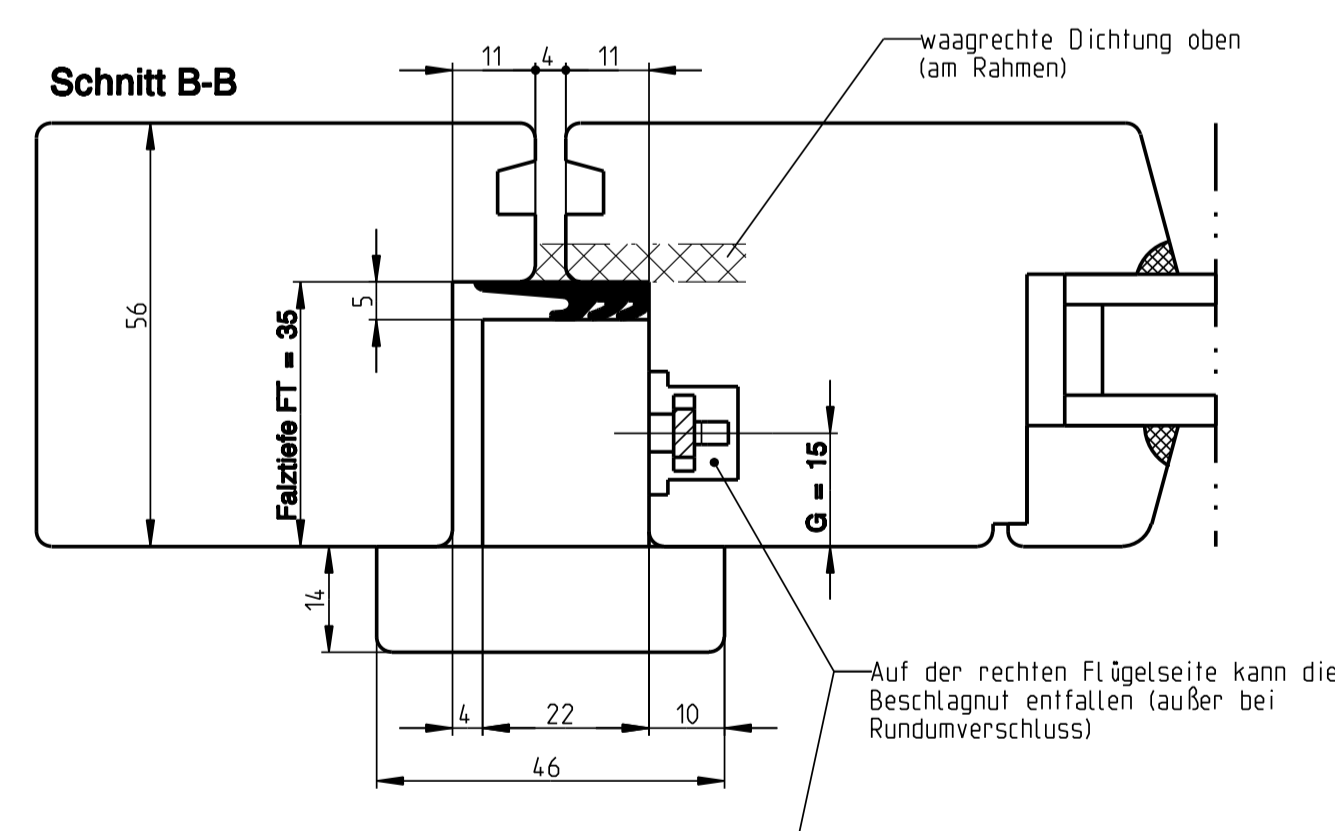 Schnitt B-B
11
4
11
waagrechte Dichtung oben
(am Rahmen)
56
5
Falztiefe FT = 35
G = 15
14
Auf der rechten Flügelseite kann die
Beschlagnut entfallen (außer bei
Rundumverschluss)
4
22
10
46